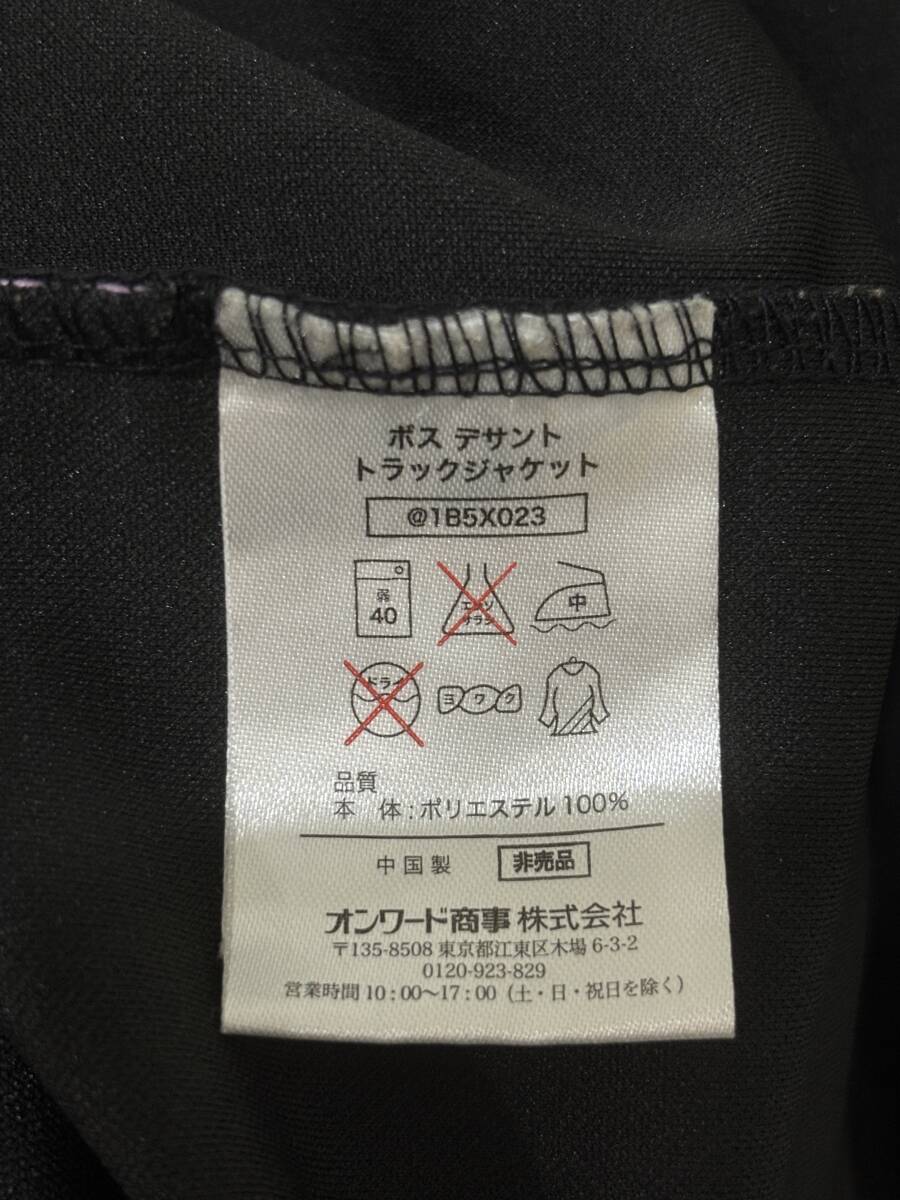 ボス デサント
トラックジャケット
@1B5X023
弱
40
エンソ
サラシ
中
ドライ
ヨワク
品質
本 体:ポリエステル100%
中国製 非売品
オンワード商事株式会社
〒135-8508 東京都江東区木場 6-3-2
0120-923-829
営業時間 10:00〜17:00（土・日・祝日を除く）